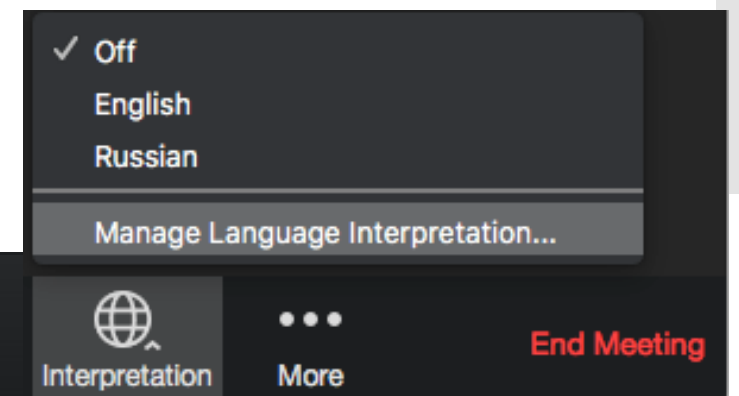 Off
English
Russian
Manage Language Interpretation...
Interpretation
More
End Meeting